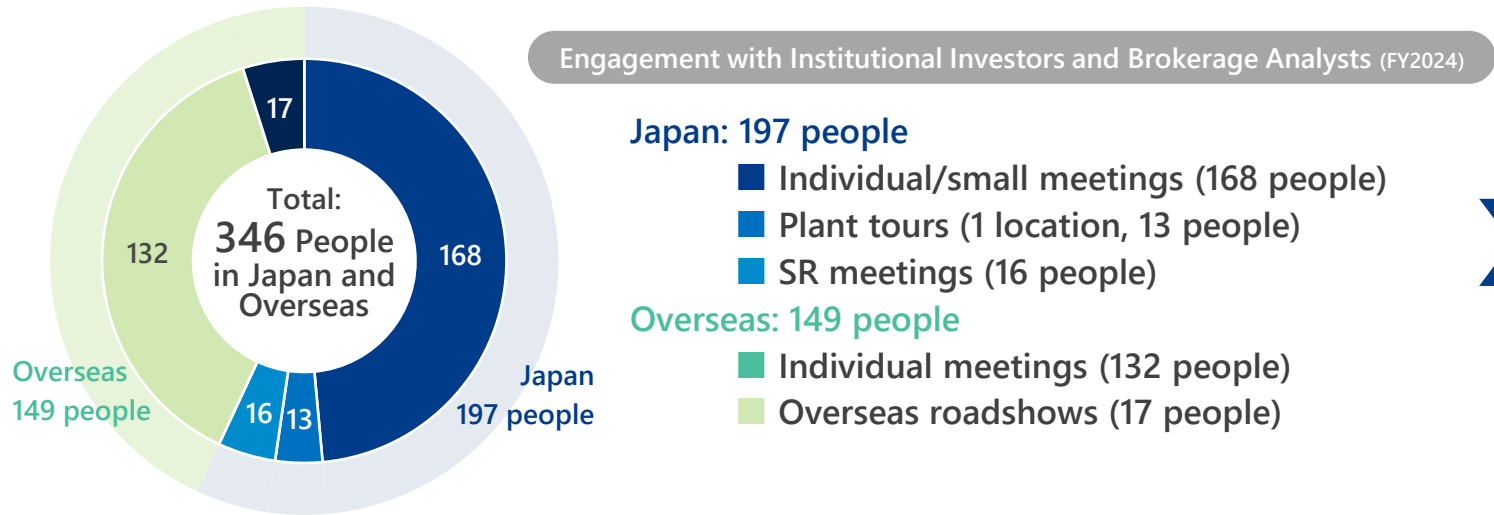 Engagement with Institutional Investors and Brokerage Analysts (FY2024)
17
132
168
16
13
Total:
346 People
in Japan and
Overseas
Overseas
149 people
Japan
197 people
Japan: 197 people
Individual/small meetings (168 people)
Plant tours (1 location, 13 people)
SR meetings (16 people)
Overseas: 149 people
Individual meetings (132 people)
Overseas roadshows (17 people)